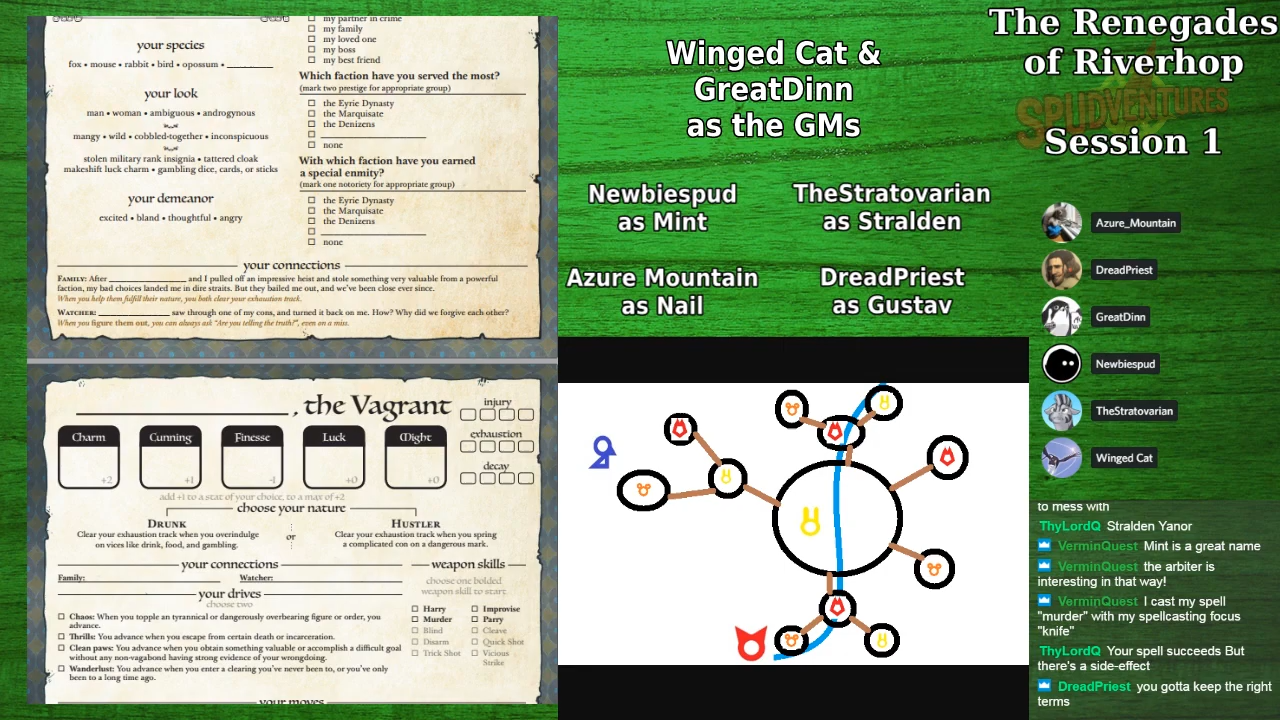 my partner in crime
my family
my loved one
my boss
my best friend
your species
fox • mouse • rabbit • bird • opossum • ________
your look
man • woman • ambiguous • androgynous
mangy • wild • cobbled-together • inconspicuous
stolen military rank insignia • tattered cloak
makeshift luck charm • gambling dice, cards, or sticks
your demeanor
excited • bland • thoughtful • angry
Which faction have you served the most?
(mark two prestige for appropriate group)
the Eyrie Dynasty
the Marquisate
the Denizens
none
With which faction have you earned
a special enmity?
(mark one notoriety for appropriate group)
the Eyrie Dynasty
the Marquisate
the Denizens
none
your connections
Family: After ________ and I pulled off an impressive heist and stole something very valuable from a powerful
faction, my bad choices landed me in dire straits. But they bailed me out, and we've been close ever since.
When you help them fulfill their nature, you both clear your exhaustion track.
Watcher: ________ saw through one of my cons, and turned it back on me. How? Why did we forgive each other?
When you figure them out, you can always ask "Are you telling the truth?", even on a miss.
________, the Vagrant
injury
exhaustion
decay
Charm Cunning Finesse Luck Might
+2 +1 -1 +0 +0
add +1 to a stat of your choice, to a max of +2
choose your nature
Drunk
Clear your exhaustion track when you overindulge
on vices like drink, food, and gambling.
or
Hustler
Clear your exhaustion track when you spring
a complicated con on a dangerous mark.
your connections
Family: Watcher:
your drives
choose two
Chaos: When you topple an tyrannical or dangerously overbearing figure or order, you
advance.
Thrills: You advance when you escape from certain death or incarceration.
Clean paws: You advance when you obtain something valuable or accomplish a difficult goal
without any non-vagabond having strong evidence of your wrongdoing.
Wanderlust: You advance when you enter a clearing you've never been to, or you've only
been to a long time ago.
weapon skills
choose one bolded
weapon skill to start
Harry Improvise
Murder Parry
Blind Cleave
Disarm Quick Shot
Trick Shot Vicious
Strike
your moves
Winged Cat &
GreatDinn
as the GMs
Newbiespud
as Mint
TheStratovarian
as Stralden
Azure Mountain
as Nail
DreadPriest
as Gustav
The Renegades
of Riverhop
SPUDVENTURES
Session 1
Azure_Mountain
DreadPriest
GreatDinn
Newbiespud
TheStratovarian
Winged Cat
to mess with
ThyLordQ Stralden Yanor
VerminQuest Mint is a great name
VerminQuest the arbiter is
interesting in that way!
VerminQuest I cast my spell
"murder" with my spellcasting focus
"knife"
ThyLordQ Your spell succeeds But
there's a side-effect
DreadPriest you gotta keep the right
terms